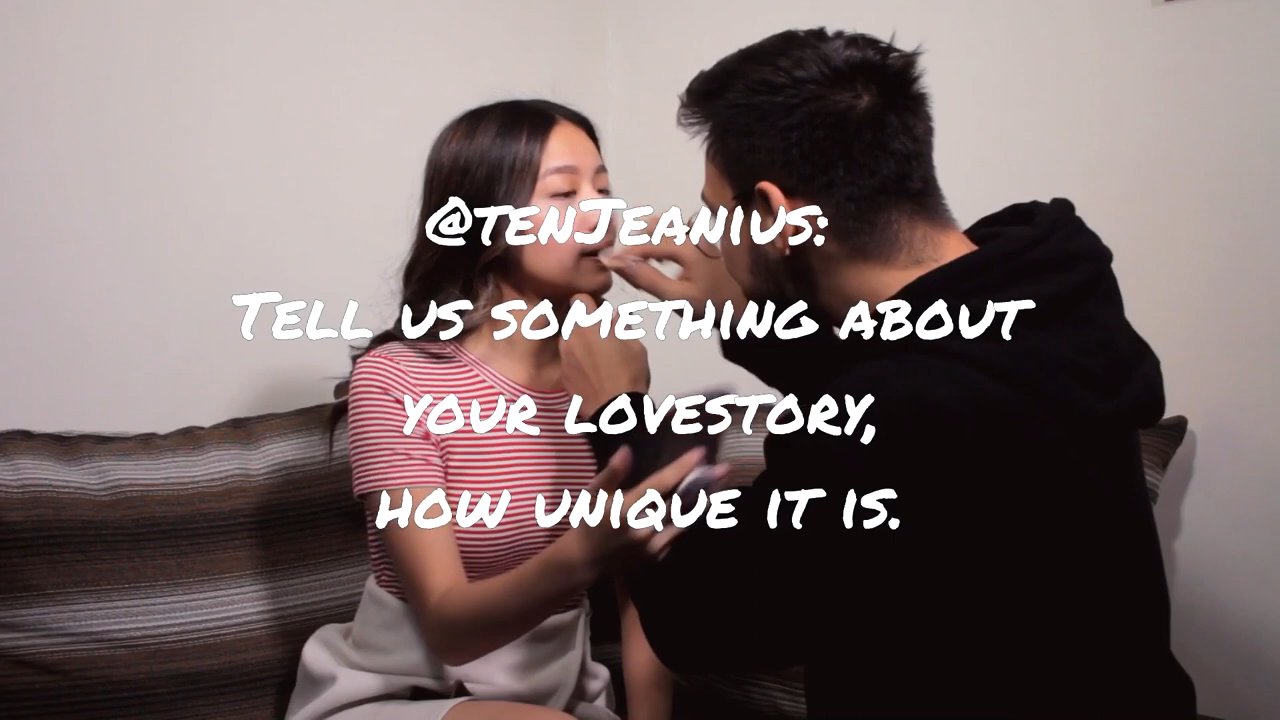 @tenJeanius:
Tell us something about
your lovestory,
how unique it is.